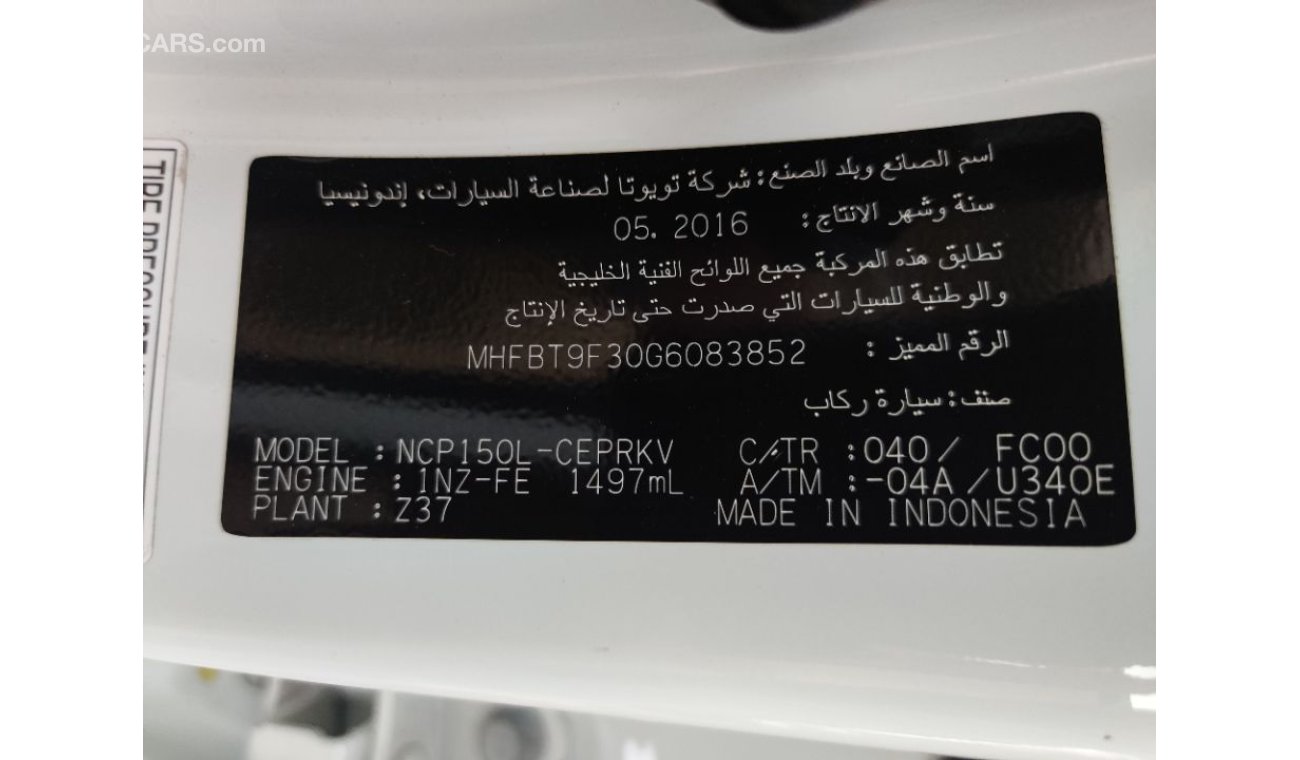 CARS.com
اسم الصانع وبلد الصنع: شركة تويوتا لصناعة السيارات، إندونيسيا
سنة وشهر الانتاج: 05. 2016
تطابق هذه المركبة جميع اللوائح الفنية الخليجية
والوطنية للسيارات التي صدرت حتى تاريخ الإنتاج
الرقم المميز : MHFBT9F30G6083852
صنف: سيارة ركاب
MODEL : NCP150L-CEPRKV C/TR :040/ FC00
ENGINE : 1NZ-FE 1497mL A/TM :-04A /U340E
PLANT : Z37 MADE IN INDONESIA
TIRE PRESSURE